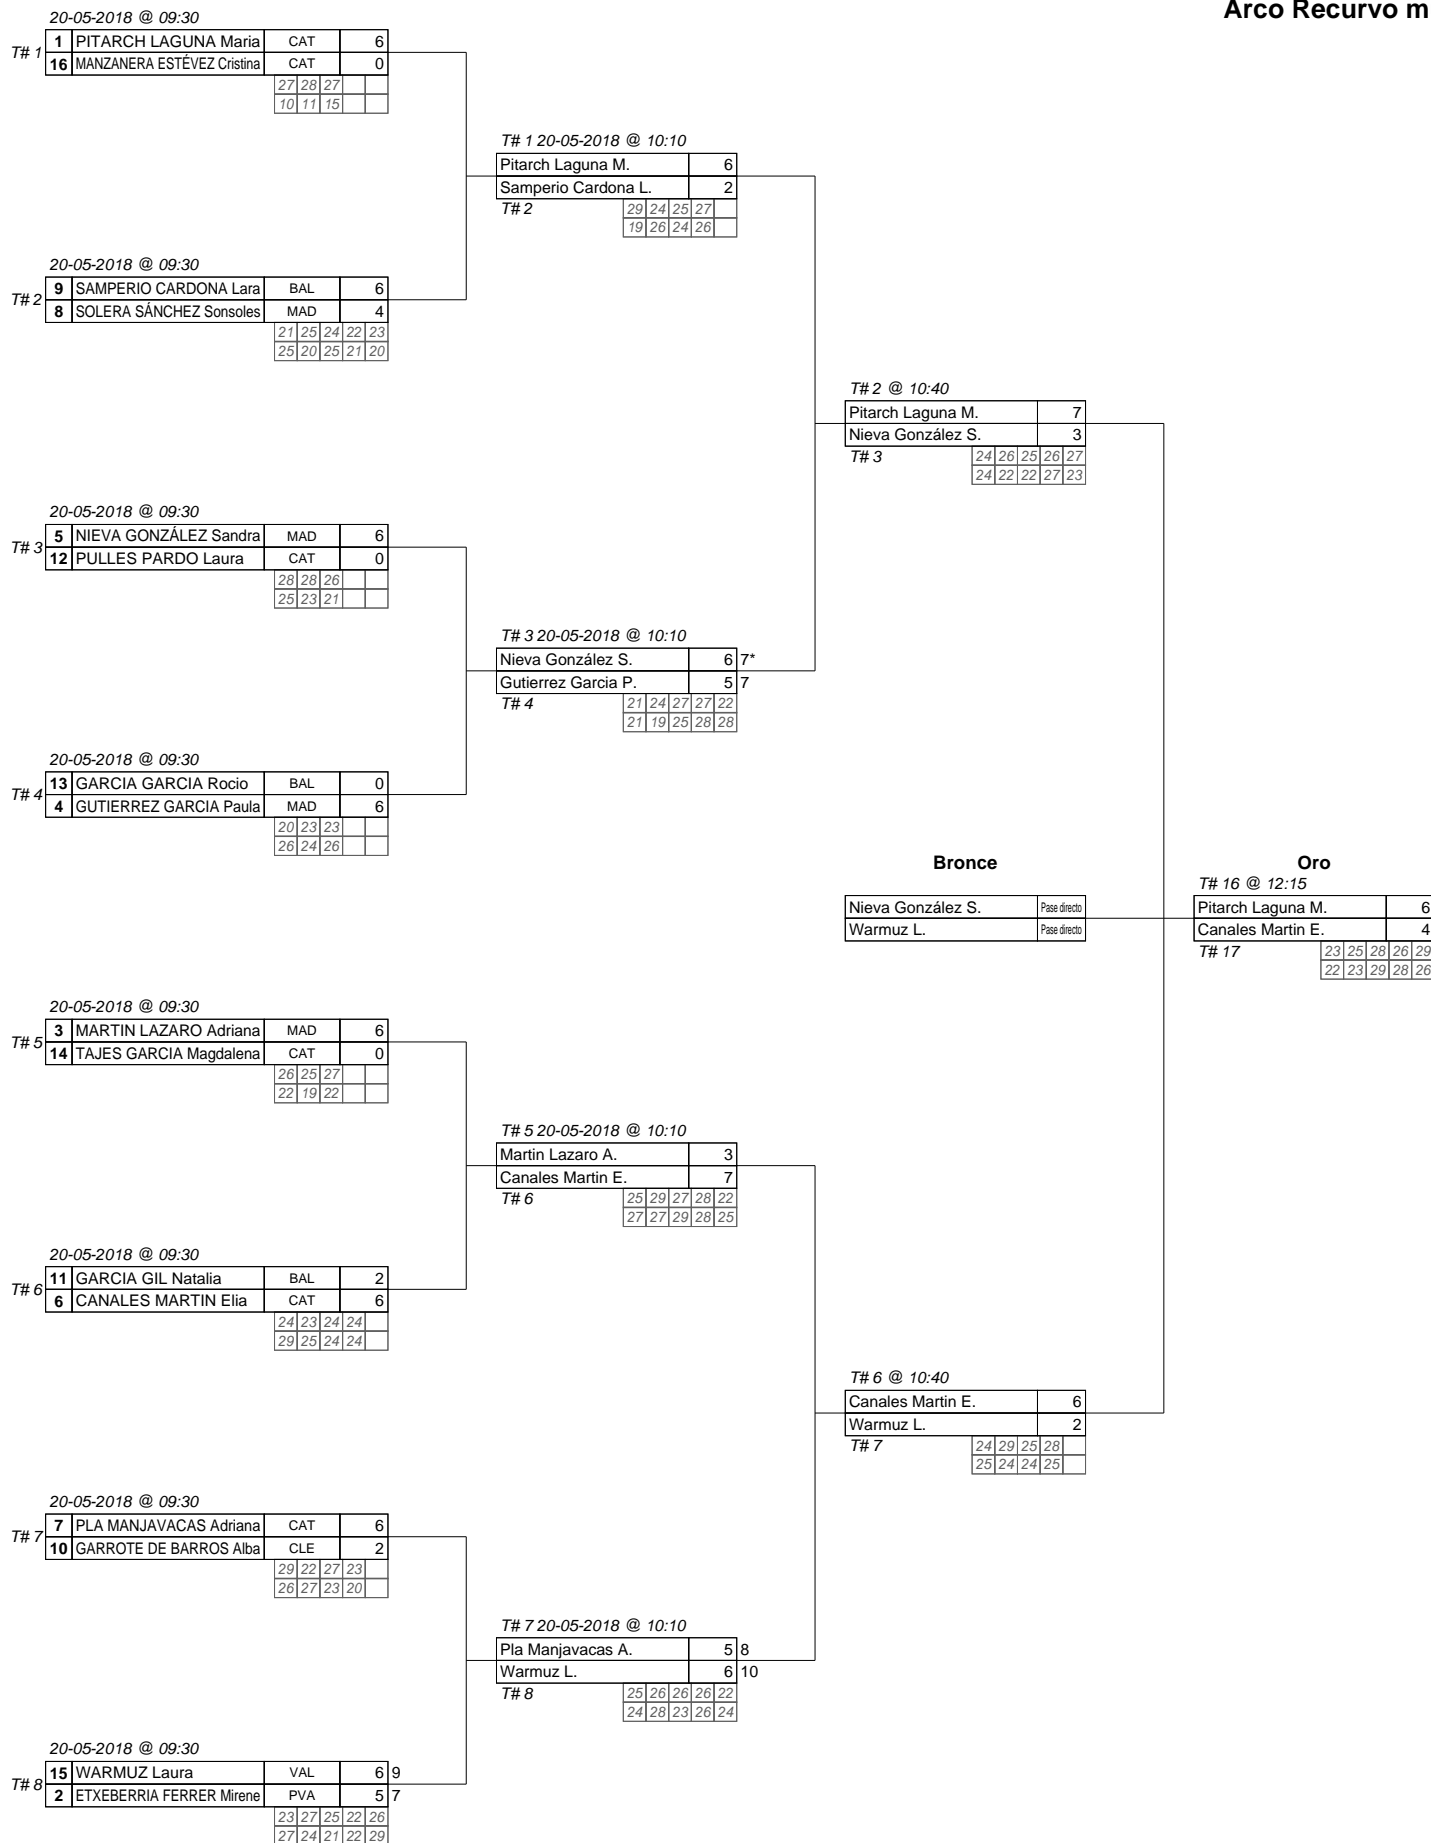 Arco Recurvo m
20-05-2018 @ 09:30
T# 1
1 PITARCH LAGUNA Maria CAT 6
16 MANZANERA ESTÉVEZ Cristina CAT 0
27 28 27
10 11 15
20-05-2018 @ 09:30
T# 2
9 SAMPERIO CARDONA Lara BAL 6
8 SOLERA SÁNCHEZ Sonsoles MAD 4
21 25 24 22 23
25 20 25 21 20
20-05-2018 @ 09:30
T# 3
5 NIEVA GONZÁLEZ Sandra MAD 6
12 PULLES PARDO Laura CAT 0
28 28 26
25 23 21
20-05-2018 @ 09:30
T# 4
13 GARCIA GARCIA Rocio BAL 0
4 GUTIERREZ GARCIA Paula MAD 6
20 23 23
26 24 26
20-05-2018 @ 09:30
T# 5
3 MARTIN LAZARO Adriana MAD 6
14 TAJES GARCIA Magdalena CAT 0
26 25 27
22 19 22
20-05-2018 @ 09:30
T# 6
11 GARCIA GIL Natalia BAL 2
6 CANALES MARTIN Elia CAT 6
24 23 24 24
29 25 24 24
20-05-2018 @ 09:30
T# 7
7 PLA MANJAVACAS Adriana CAT 6
10 GARROTE DE BARROS Alba CLE 2
29 22 27 23
26 27 23 20
20-05-2018 @ 09:30
T# 8
15 WARMUZ Laura VAL 6 9
2 ETXEBERRIA FERRER Mirene PVA 5 7
23 27 25 22 26
27 24 21 22 29
T# 1 20-05-2018 @ 10:10
Pitarch Laguna M. 6
Samperio Cardona L. 2
T# 2
29 24 25 27
19 26 24 26
T# 3 20-05-2018 @ 10:10
Nieva González S. 6 7*
Gutierrez Garcia P. 5 7
T# 4
21 24 27 27 22
21 19 25 28 28
T# 5 20-05-2018 @ 10:10
Martin Lazaro A. 3
Canales Martin E. 7
T# 6
25 29 27 28 22
27 27 29 28 25
T# 7 20-05-2018 @ 10:10
Pla Manjavacas A. 5 8
Warmuz L. 6 10
T# 8
25 26 26 26 22
24 28 23 26 24
T# 2 @ 10:40
Pitarch Laguna M. 7
Nieva González S. 3
T# 3
24 26 25 26 27
24 22 22 27 23
T# 6 @ 10:40
Canales Martin E. 6
Warmuz L. 2
T# 7
24 29 25 28
25 24 24 25
Bronce
Nieva González S. Pase directo
Warmuz L. Pase directo
Oro
T# 16 @ 12:15
Pitarch Laguna M. 6
Canales Martin E. 4
T# 17
23 25 28 26 29
22 23 29 28 26